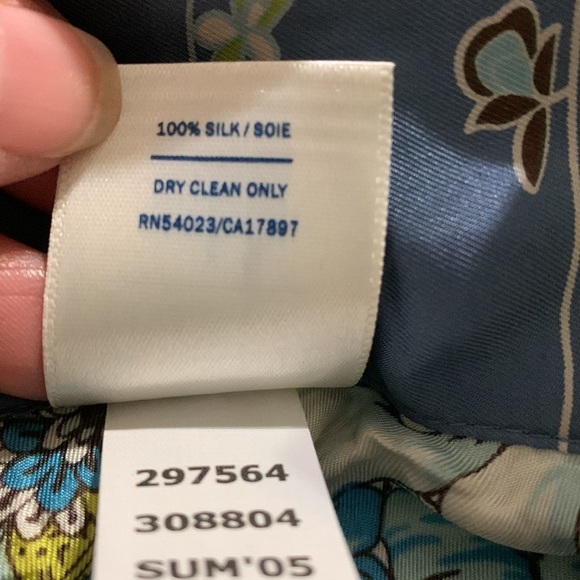 100% SILK / SOIE
DRY CLEAN ONLY
RN54023/CA17897
297564
308804
SUM'05